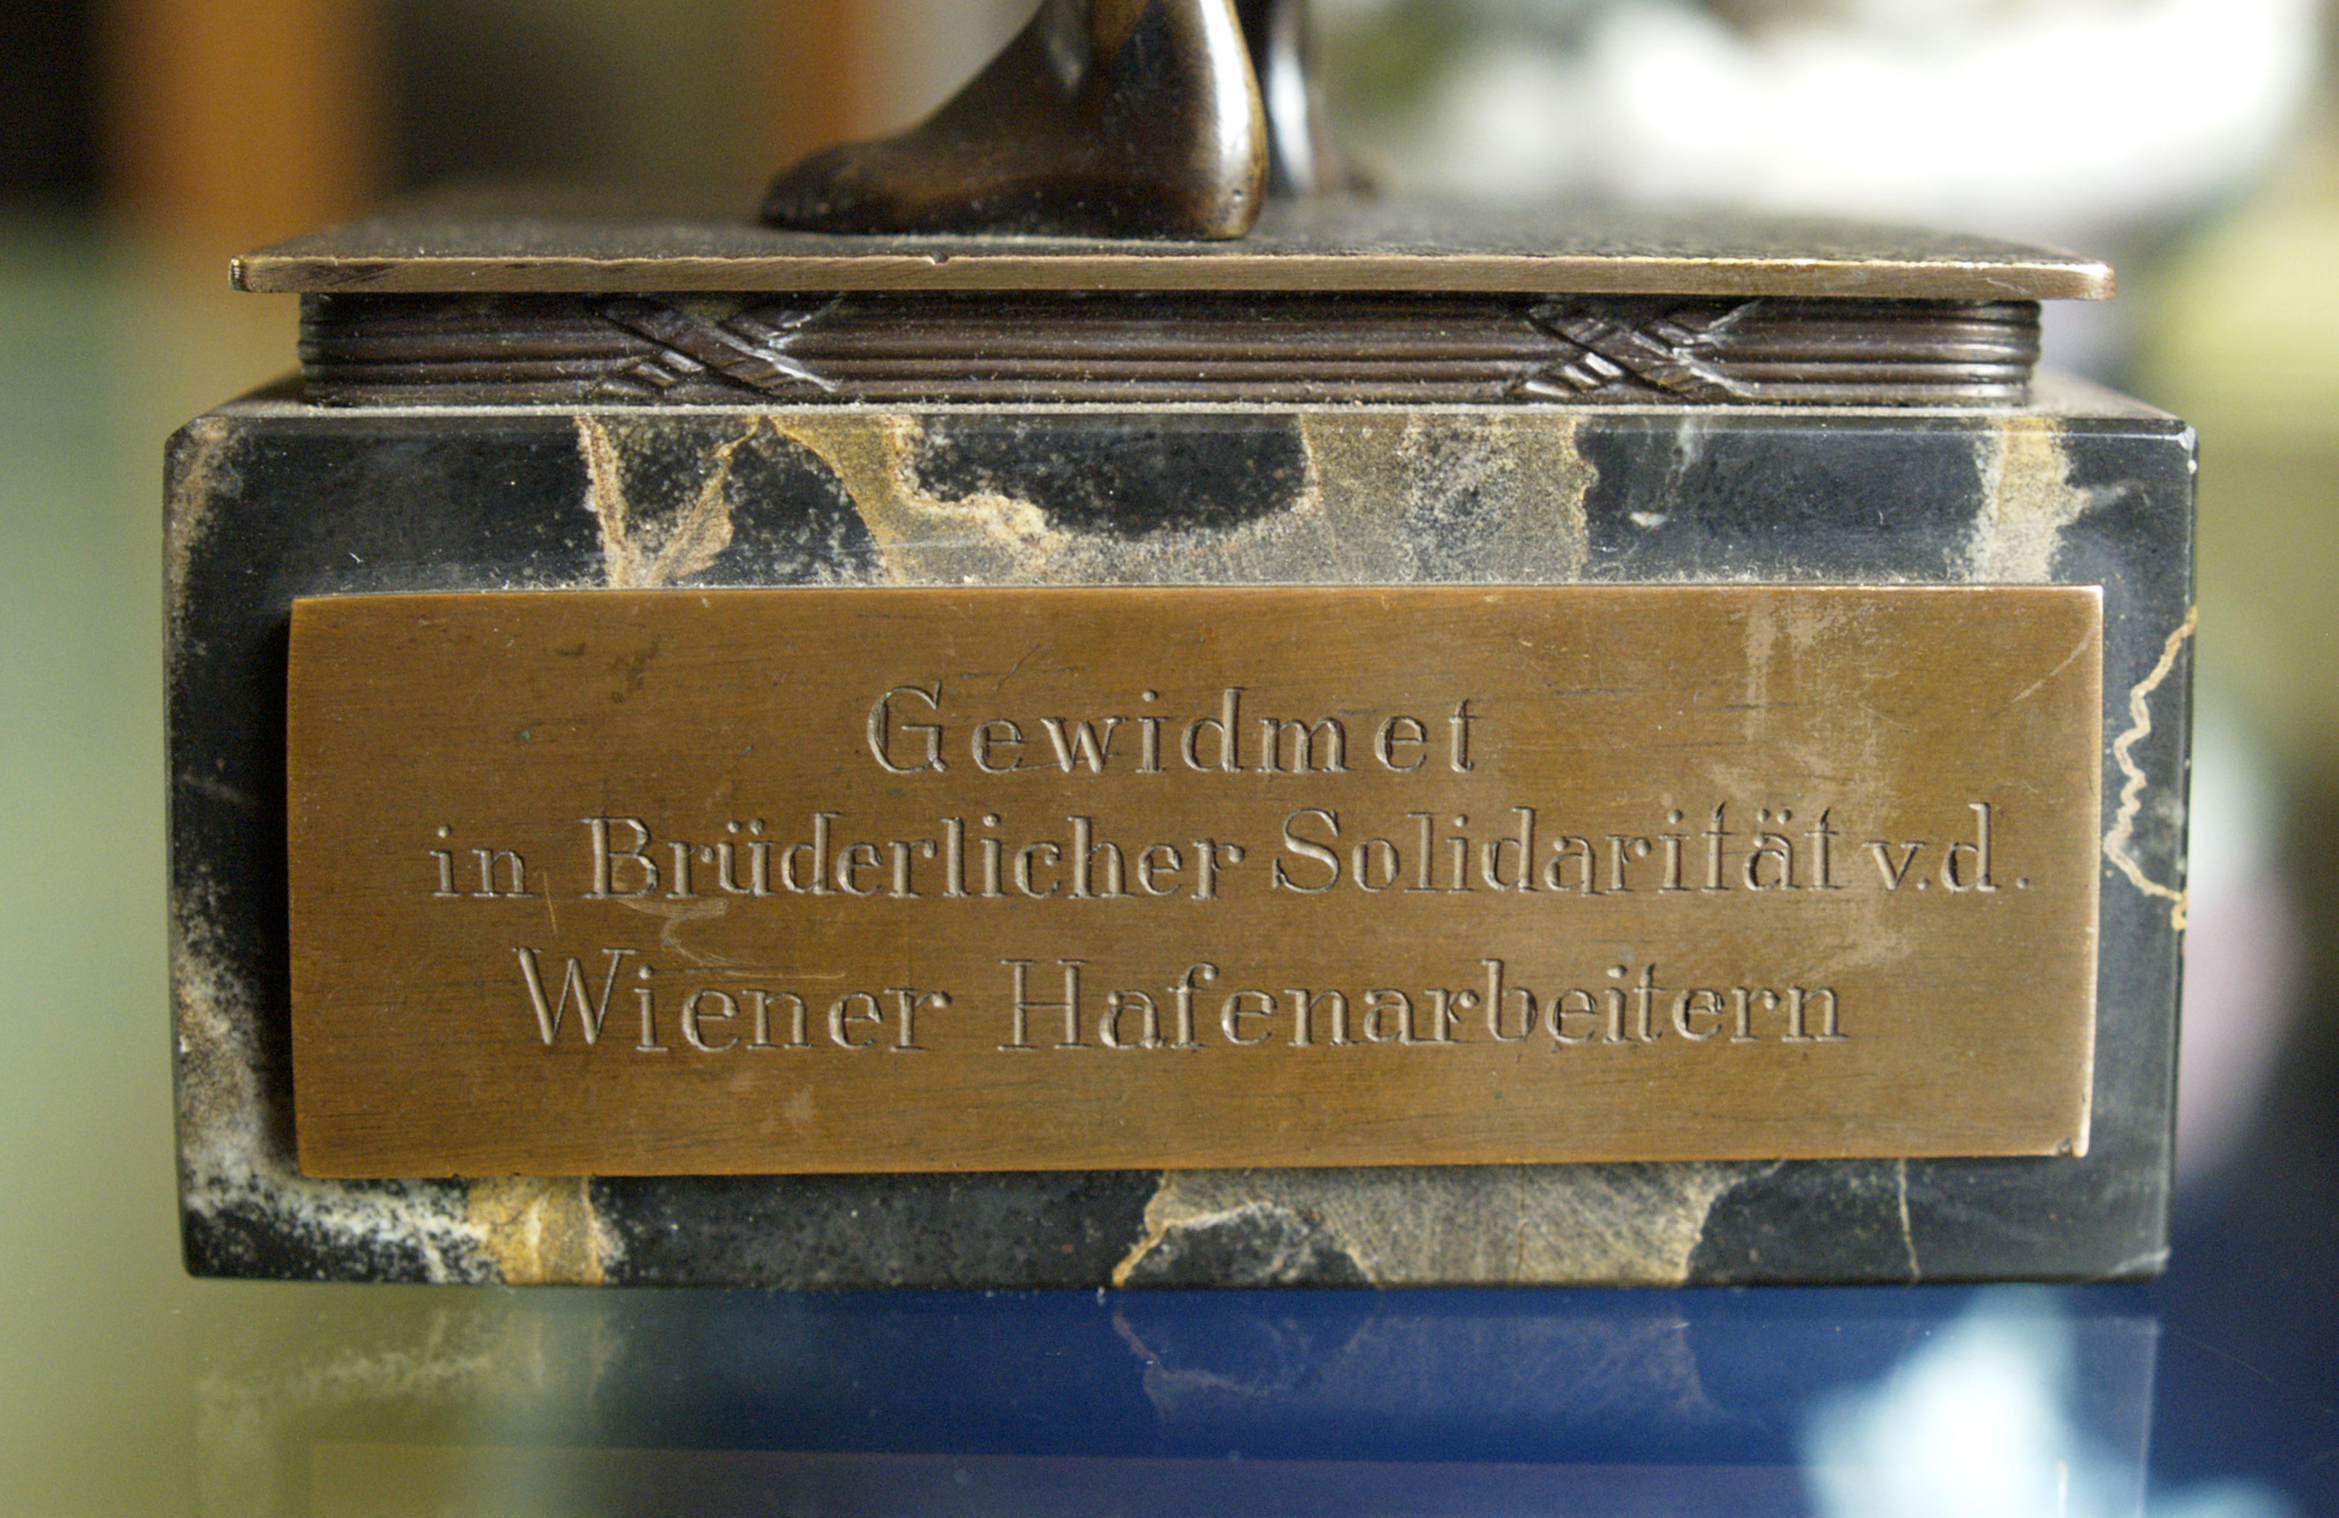 Gewidmet
in Brüderlicher Solidarität v.d.
Wiener Hafenarbeitern